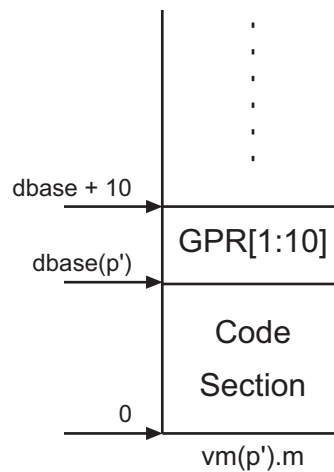 dbase + 10
GPR[1:10]
dbase(p')
Code
Section
0
vm(p').m